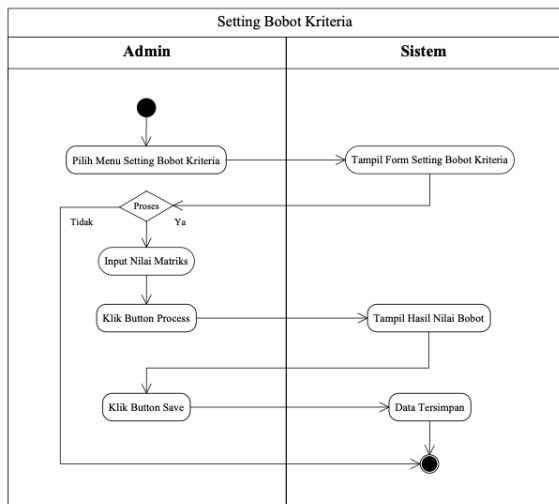 Setting Bobot Kriteria
Admin
Sistem
Pilih Menu Setting Bobot Kriteria
Tampil Form Setting Bobot Kriteria
Proses
Tidak
Ya
Input Nilai Matriks
Klik Button Process
Tampil Hasil Nilai Bobot
Klik Button Save
Data Tersimpan